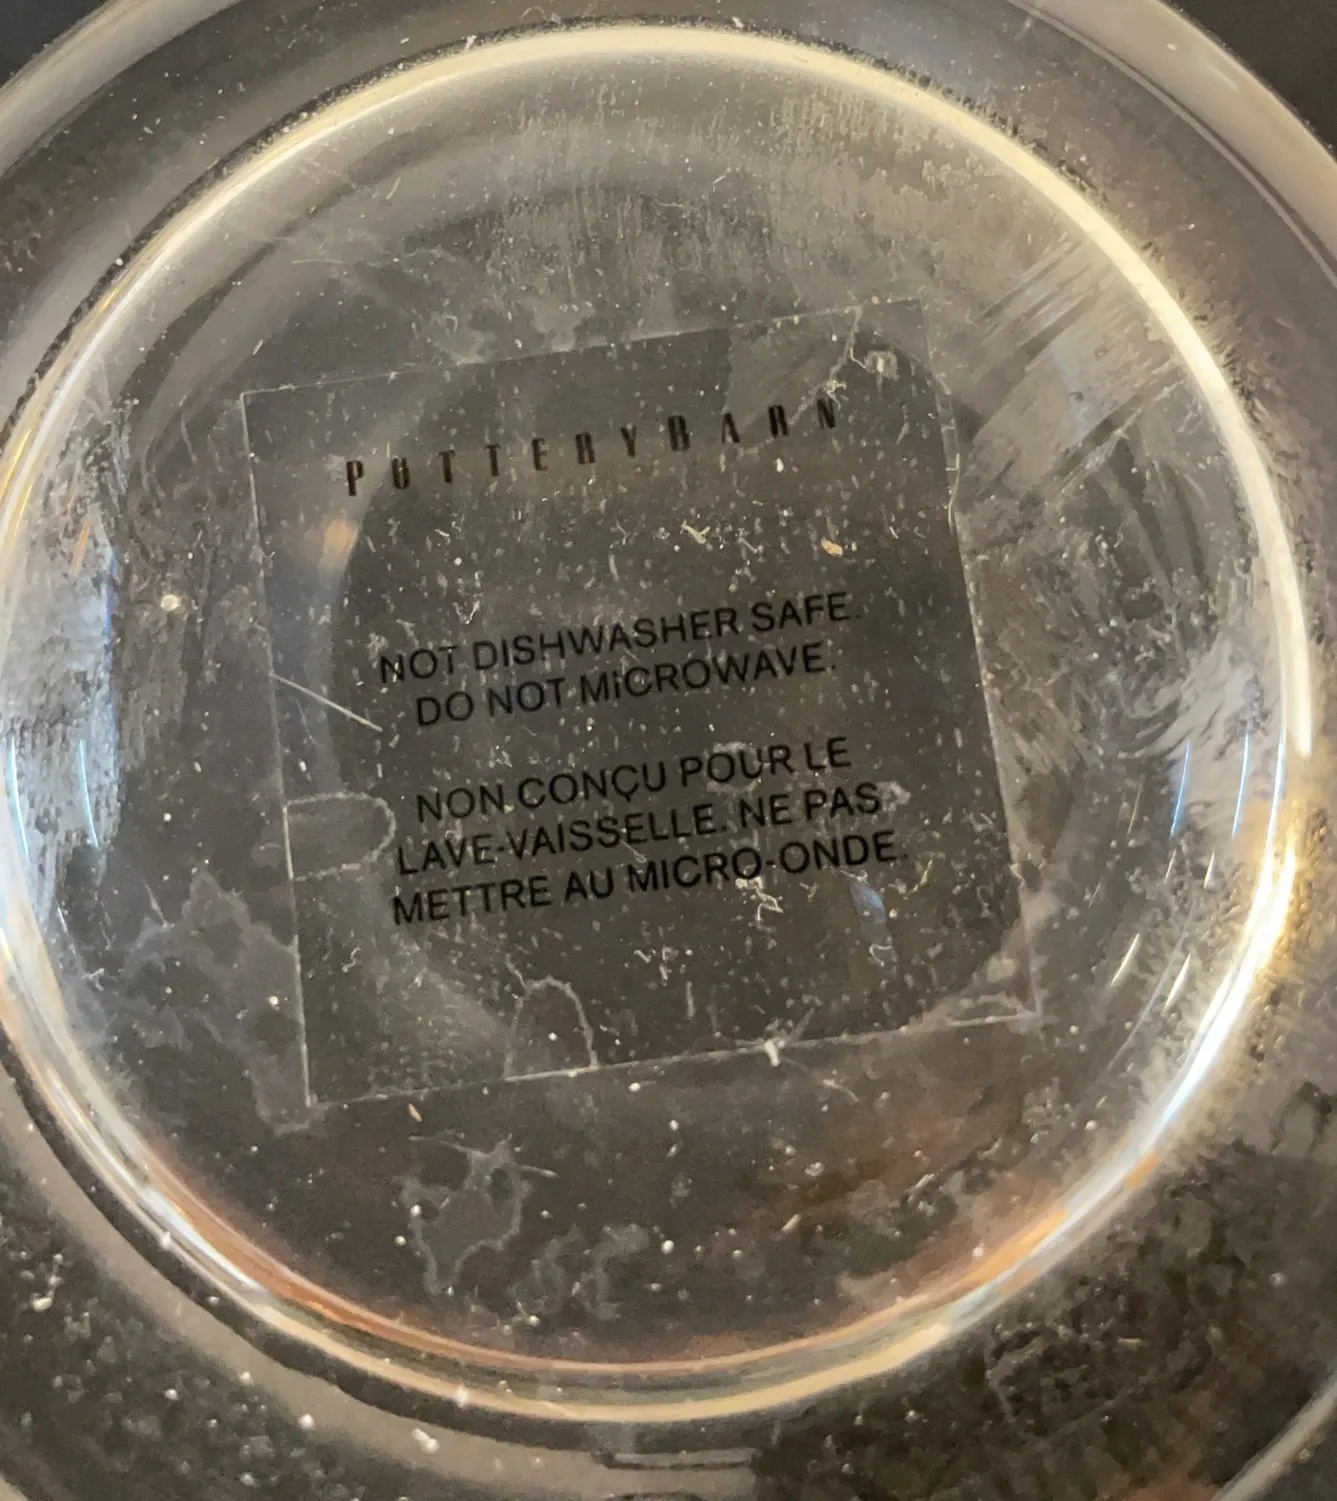 POTTERYBARN
NOT DISHWASHER SAFE.
DO NOT MiCROWAVE.
NON CONÇU POUR LE
LAVE-VAISSELLE. NE PAS
METTRE AU MICRO-ONDE.